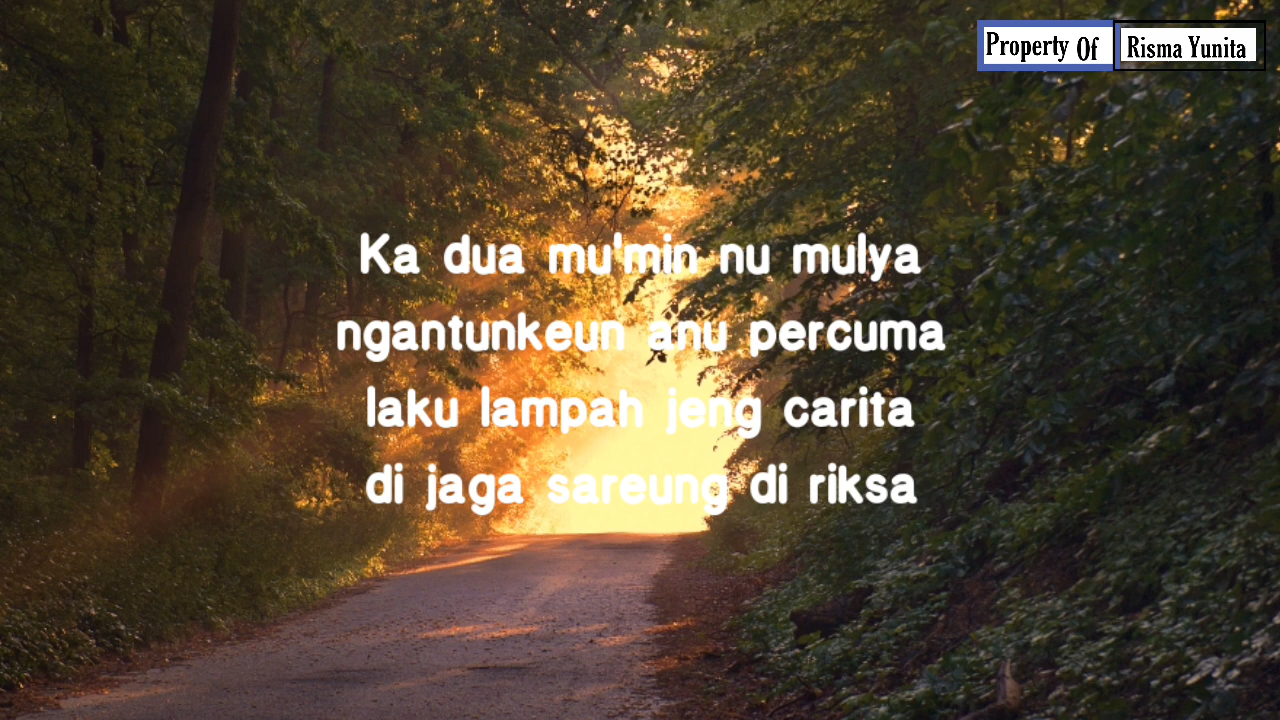 Property Of Risma Yunita
Ka dua mu'min nu mulya
ngantunkeun anu percuma
laku lampah jeng carita
di jaga sareung di riksa